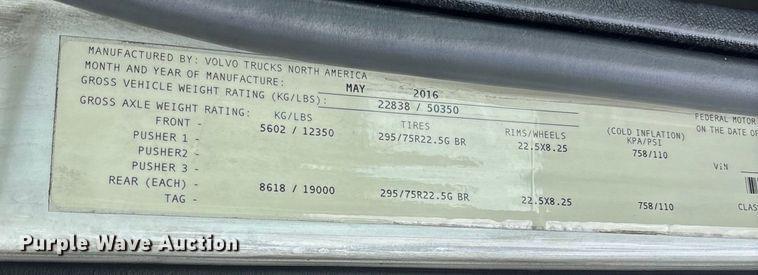 MANUFACTURED BY: VOLVO TRUCKS NORTH AMERICA
MONTH AND YEAR OF MANUFACTURE: MAY 2016
GROSS VEHICLE WEIGHT RATING (KG/LBS): 22838 / 50350
GROSS AXLE WEIGHT RATING: KG/LBS TIRES RIMS/WHEELS (COLD INFLATION) KPA/PSI
FRONT - 5602 / 12350 295/75R22.5G BR 22.5X8.25 758/110
PUSHER 1 -
PUSHER2 -
PUSHER 3 -
REAR (EACH) - 8618 / 19000 295/75R22.5G BR 22.5X8.25 758/110
TAG -
FEDERAL MOTOR
ON THE DATE OF
VIN
CLAS
Purple Wave Auction